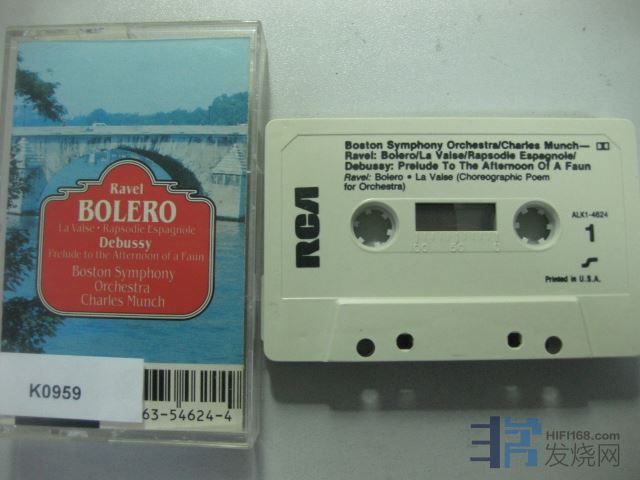 Ravel
BOLERO
La Valse • Rapsodie Espagnole
Debussy
Prelude to the Afternoon of a Faun
Boston Symphony
Orchestra
Charles Munch
K0959
63-54624-4
Boston Symphony Orchestra/Charles Munch—
Ravel: Bolero/La Valse/Rapsodie Espagnole/
Debussy: Prelude To The Afternoon Of A Faun
Ravel: Bolero • La Valse (Choreographic Poem
for Orchestra)
RCA
ALK1-4624
1
100 50 0
Printed in U.S.A.
HIFI168.com
发烧网